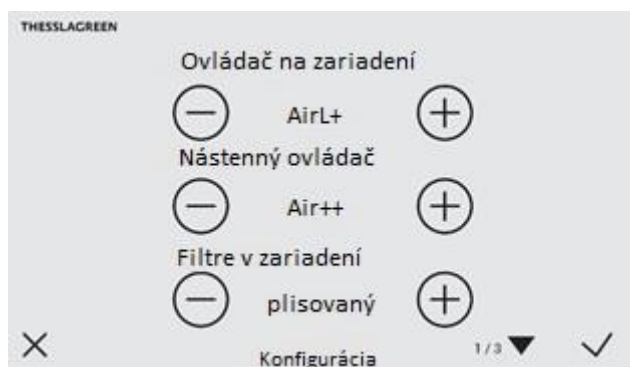 THESSLAGREEN
Ovládač na zariadení
AirL+
Nástenný ovládač
Air++
Filtre v zariadení
plisovaný
1/3
Konfigurácia